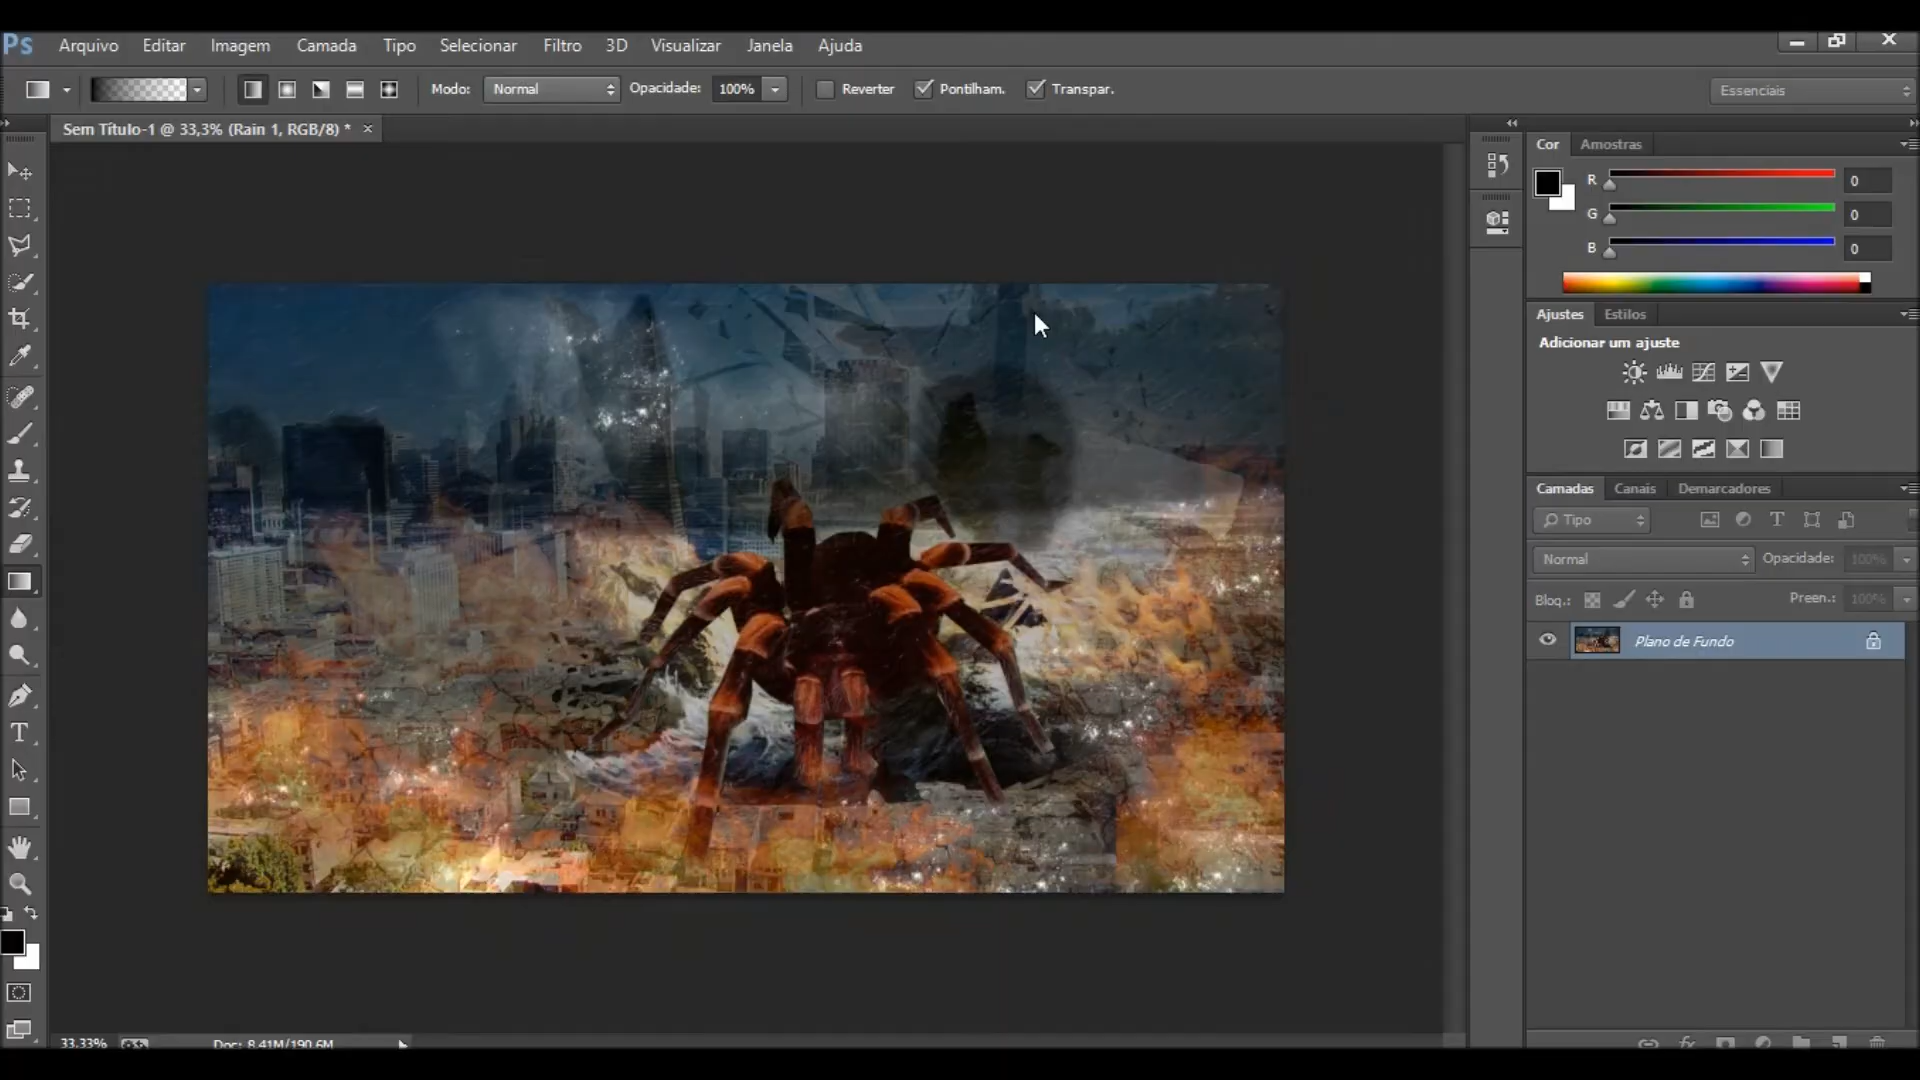 Ps Arquivo Editar Imagem Camada Tipo Selecionar Filtro 3D Visualizar Janela Ajuda
Modo: Normal Opacidade: 100% Reverter Pontilham. Transpar. Essenciais
Sem Título-1 @ 33,3% (Rain 1, RGB/8) * ×
Cor Amostras
R 0
G 0
B 0
Ajustes Estilos
Adicionar um ajuste
Camadas Canais Demarcadores
Tipo
Normal Opacidade: 100%
Bloq.: Preen.: 100%
Plano de Fundo
T
33,33% Doc: 8,41M/190,6M